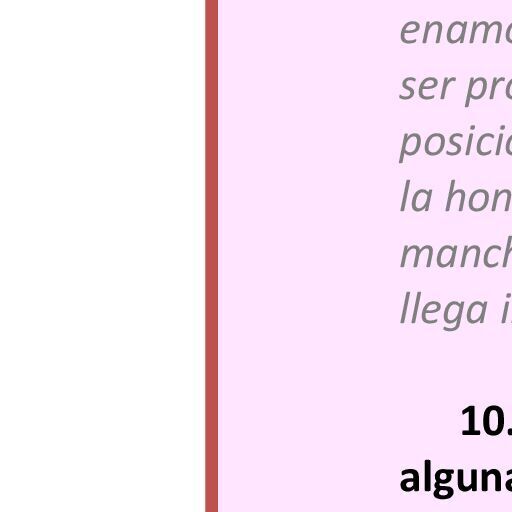 enamo
ser pro
posicio
la hon
manch
llega i
10.
alguna